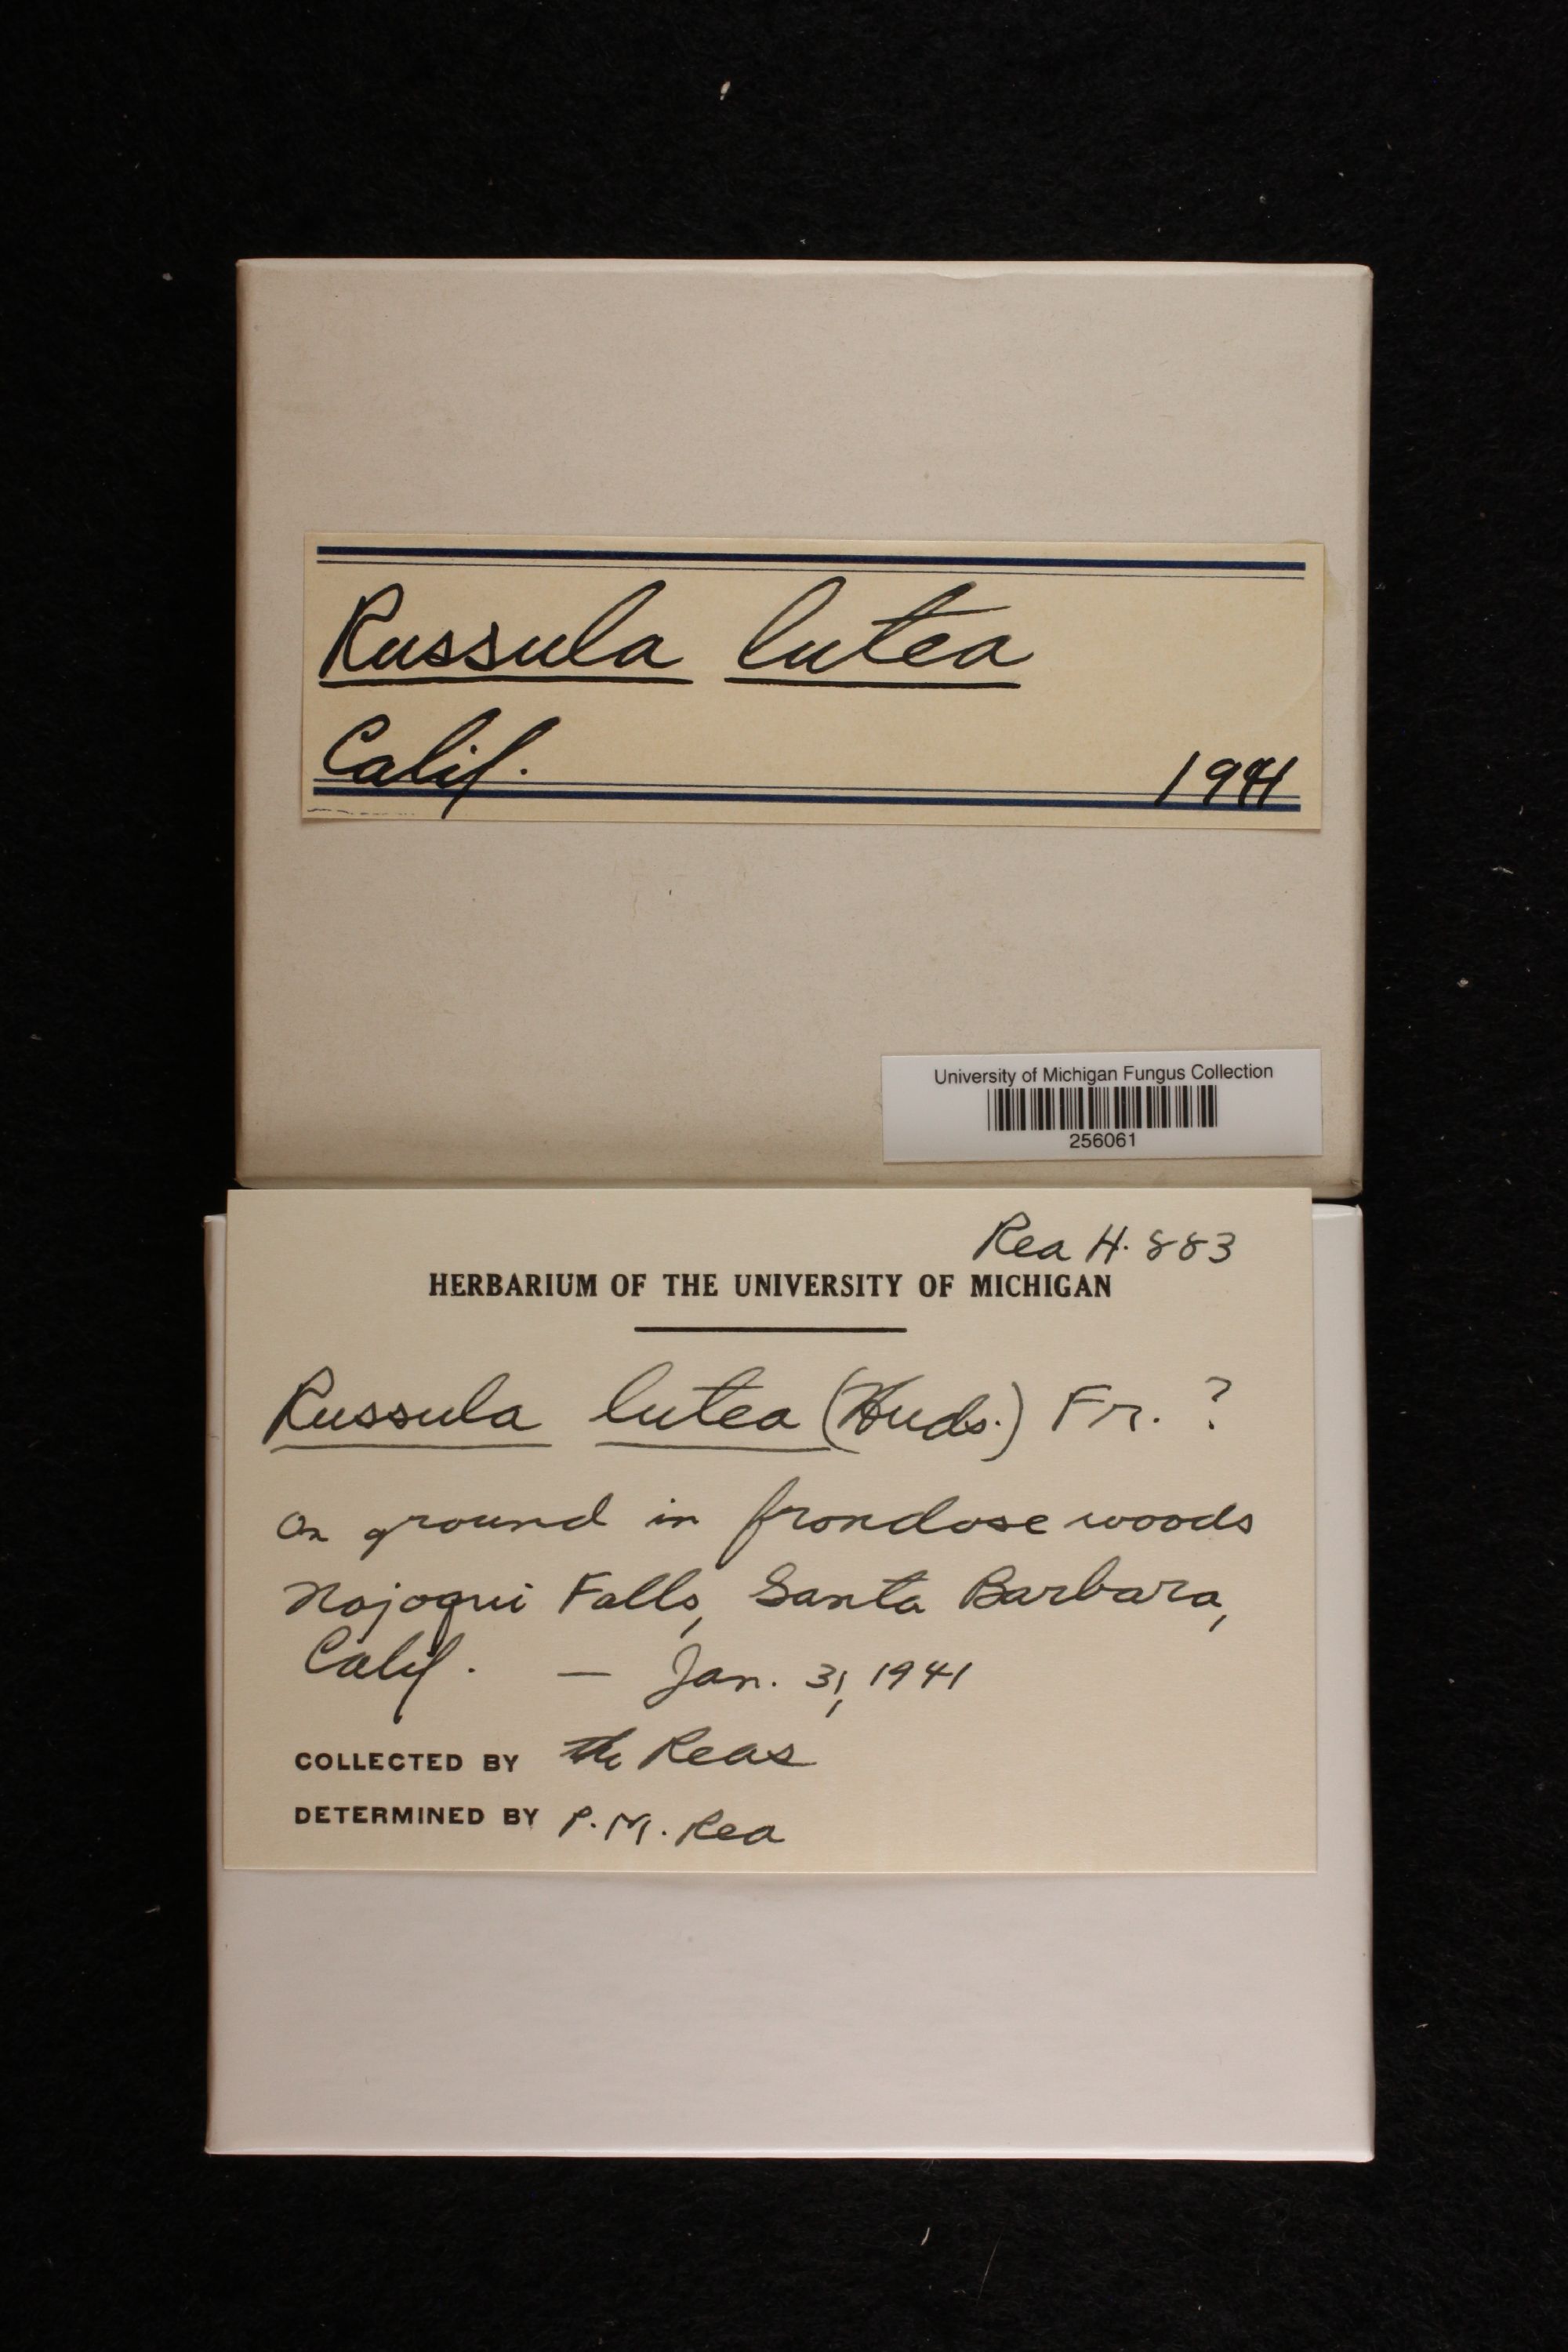 Russula lutea
Calif. 1941
University of Michigan Fungus Collection
256061
Rea H. 883
HERBARIUM OF THE UNIVERSITY OF MICHIGAN
Russula lutea (Huds.) Fr. ?
on ground in frondose woods
Nojoqui Falls, Santa Barbara,
Calif. — Jan. 31, 1941
COLLECTED BY the Reas
DETERMINED BY P. M. Rea